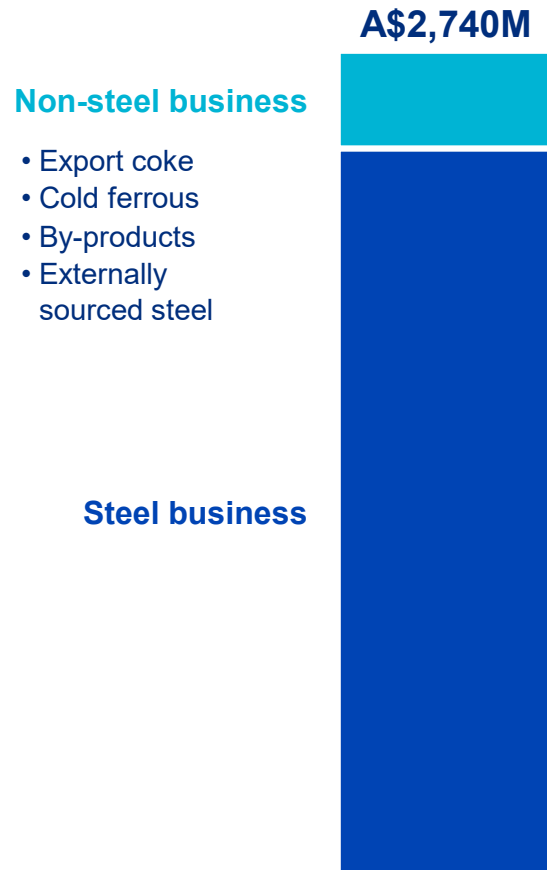 A$2,740M
Non-steel business
• Export coke
• Cold ferrous
• By-products
• Externally
sourced steel
Steel business